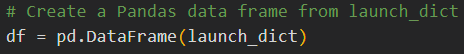 # Create a Pandas data frame from launch_dict
df = pd.DataFrame(launch_dict)